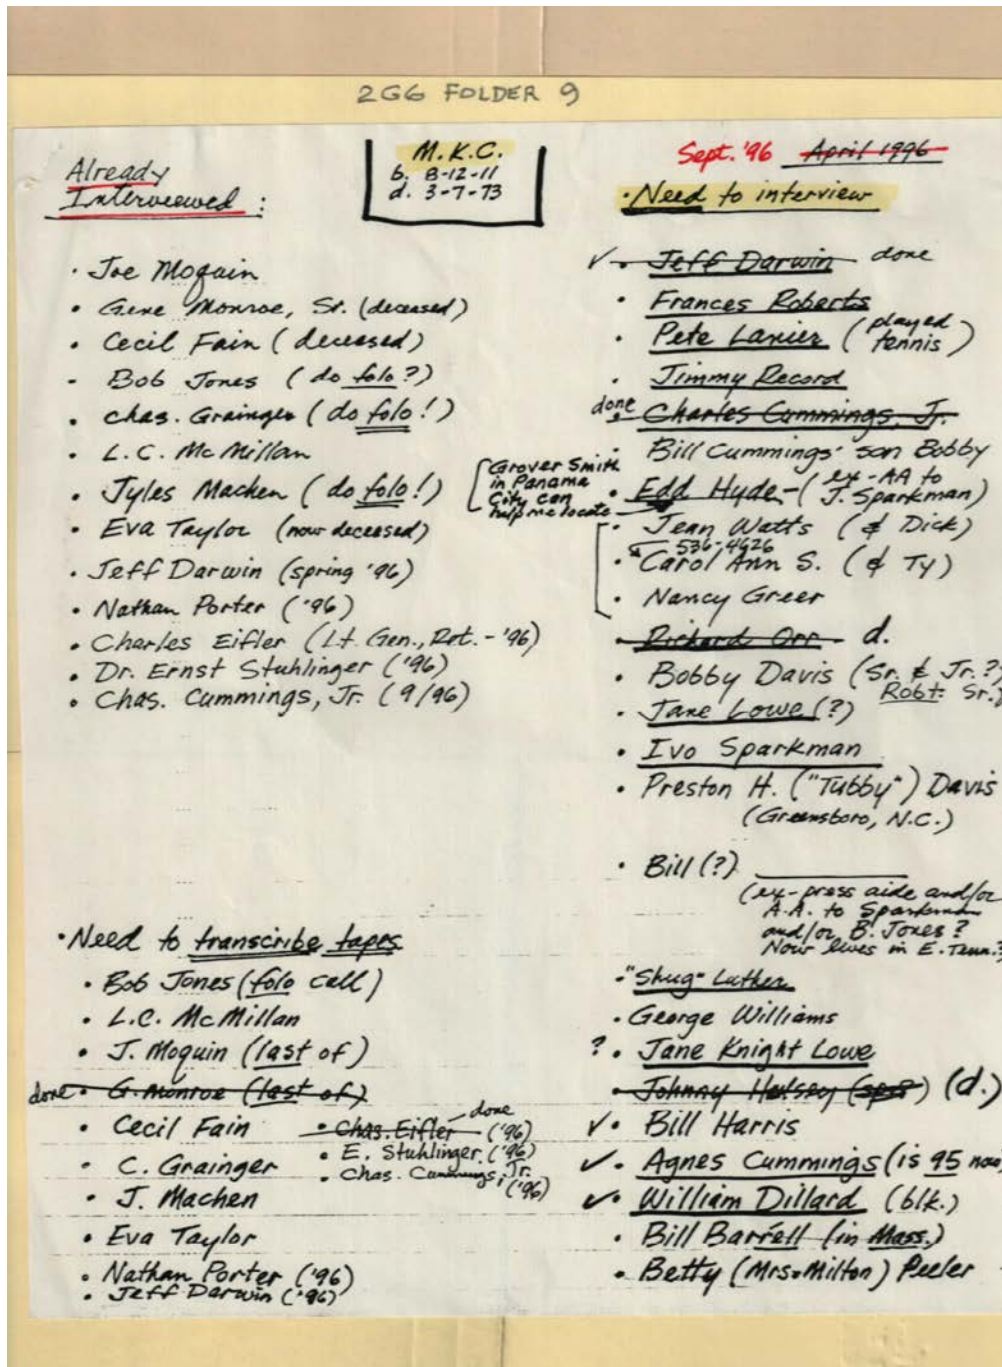 2G6 FOLDER 9
Already
Interviewed :
M.K.C.
b. 8-12-11
d. 3-7-73
Sept. '96 April 1996
• Need to interview
• Joe Moquin
• Gene Monroe, Sr. (deceased)
• Cecil Fain (deceased)
- Bob Jones (do folo?)
• Chas. Grainger (do folo!)
• L.C. McMillan
• Jyles Machen (do folo!)
• Eva Taylor (now deceased)
• Jeff Darwin (spring '96)
• Nathan Porter ('96)
• Charles Eifler (Lt. Gen., Ret. - '96)
• Dr. Ernst Stuhlinger ('96)
• Chas. Cummings, Jr. (9/96)
✓ • Jeff Darwin done
• Frances Roberts
• Pete Lanier (played
tennis)
• Jimmy Record
done • Charles Cummings, Jr.
• Bill Cummings' son Bobby
[Grover Smith
in Panama
City can
help me locate
• Edd Hyde - (ex-AA to
J. Sparkman)
• Jean Watts (& Dick)
536-4626
• Carol Ann S. (& Ty)
• Nancy Greer
• Richard Orr d.
• Bobby Davis (Sr. & Jr.?)
Robt. Sr.)
• Jane Lowe (?)
• Ivo Sparkman
• Preston H. ("Tubby") Davis
(Greensboro, N.C.)
• Bill (?)
(ex-press aide and/or
A.A. to Sparkman
and/or B. Jones?
Now lives in E. Tenn.?)
• "Shug" Luther
• George Williams
? • Jane Knight Lowe
• Johnny (d.)
✓ • Bill Harris
✓ • Agnes Cummings (is 95 now)
✓ • William Dillard (blk.)
• Bill Barrell (in Mass.)
• Betty (Mrs. Milton) Peeler
• Need to transcribe tapes
• Bob Jones (folo call)
• L.C. McMillan
• J. Moquin (last of)
done • G. Monroe (last of)
• Cecil Fain
• C. Grainger
• J. Machen
• Eva Taylor
• Nathan Porter ('96)
• Jeff Darwin ('96)
• Chas. Eifler done ('96)
• E. Stuhlinger ('96)
• Chas. Cummings, Jr. ('96)